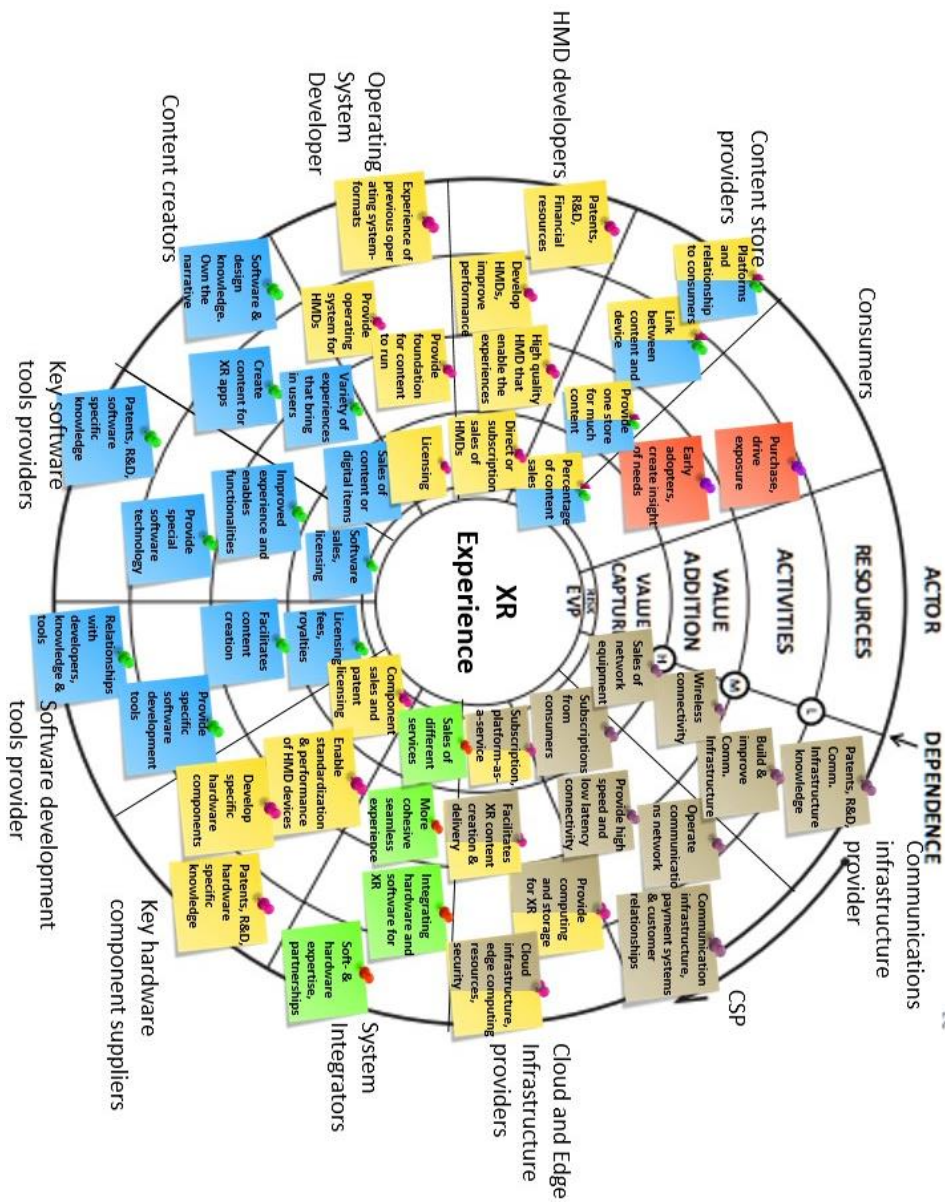 ACTOR
RESOURCES
ACTIVITIES
VALUE
ADDITION
VALUE
CAPTURE
RISK
EVP
XR
Experience
DEPENDENCE
H
M
L
Communications
infrastructure
provider
Patents, R&D,
Comm.
Infrastructure
knowledge
Build &
improve
Comm.
Infrastructure
Wireless
connectivity
Sales of
network
equipment
CSP
Communication
infrastructure,
payment systems
& customer
relationships
Operate
communicatio
ns network
Provide high
speed and
low latency
connectivity
Subscriptions
from
consumers
Cloud and Edge
Infrastructure
providers
Cloud
infrastructure,
edge computing
resources,
security
Provide
computing
and storage
for XR
Facilitates
XR content
creation &
delivery
Subscription,
platform-as-
a-service
System
Integrators
Soft- &
hardware
expertise,
partnerships
Integrating
hardware and
software for
XR
More
cohesive
seamless
experience
Sales of
different
services
Key hardware
component suppliers
Patents, R&D,
hardware
specific
knowledge
Develop
specific
hardware
components
Enable
standardization
& performance
of HMD devices
Component
sales and
patent
licensing
Software development
tools provider
Relationships
with
developers,
knowledge &
tools
Provide
specific
software
development
tools
Facilitates
content
creation
Licensing
fees,
royalties
Key software
tools providers
Patents, R&D,
software
specific
knowledge
Provide
special
software
technology
Improved
experience and
enables
functionalities
Software
sales,
licensing
Content creators
Software &
design
knowledge.
Own the
narrative
Create
content for
XR apps
Variety of
experiences
that bring
in users
Sales of
content or
digital items
Operating
System
Developer
Experience of
previous oper
ating system-
formats
Provide
operating
system for
HMDs
Provide
foundation
for content
to run
Licensing
HMD developers
Patents,
R&D,
Financial
resources
Develop
HMDs,
improve
performance
High quality
HMD that
enable the
experiences
Direct or
subscription
sales of
HMDs
Content store
providers
Platforms
and
relationship
to consumers
Link
between
content and
device
Provide
one store
for much
content
Percentage
of content
sales
Consumers
Purchase,
drive
exposure
Early
adopters,
create insight
of needs